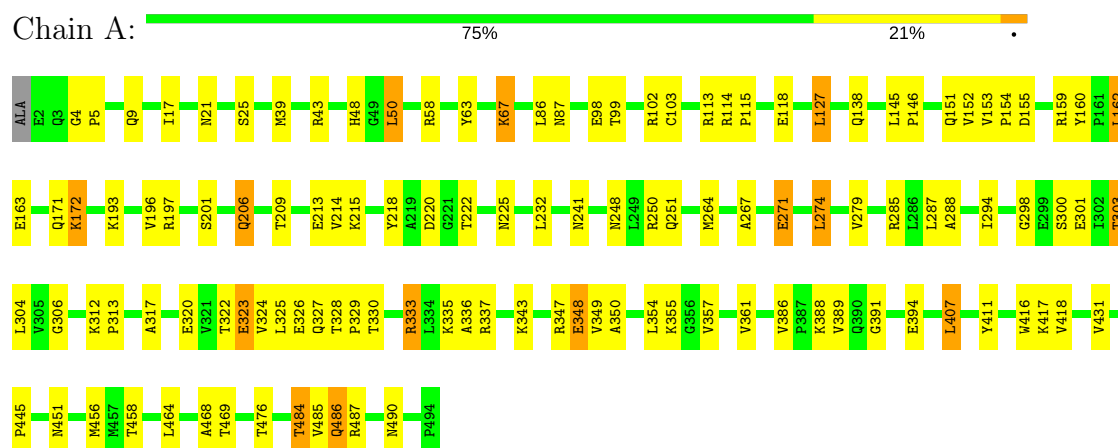 Chain A:
75% 21% •
ALA E2 Q3 G4 P5 Q9 I17 N21 S25 M39 R43 H48 G49 L50 R58 Y63 K67 L86 N87 E98 T99 R102 C103 R113 R114 P115 E118 L127 Q138 L145 P146 Q151 V152 V153 P154 D155 R159 Y160 P161 L162
E163 Q171 K172 K193 V196 R197 S201 Q206 T209 E213 V214 K215 Y218 A219 D220 G221 T222 N225 L232 N241 N248 L249 R250 Q251 M264 A267 E271 L274 V279 R285 L286 L287 A288 I294 G298 E299 S300 E301 I302 T303
L304 V305 G306 K312 P313 A317 E320 V321 T322 E323 V324 L325 E326 Q327 T328 P329 T330 R333 L334 K335 A336 R337 K343 R347 E348 V349 A350 L354 K355 G356 V357 V361 V386 P387 K388 V389 Q390 G391 E394 L407 Y411 W416 K417 V418 V431
P445 N451 M456 M457 T458 L464 A468 T469 T476 T484 V485 Q486 R487 N490 P494